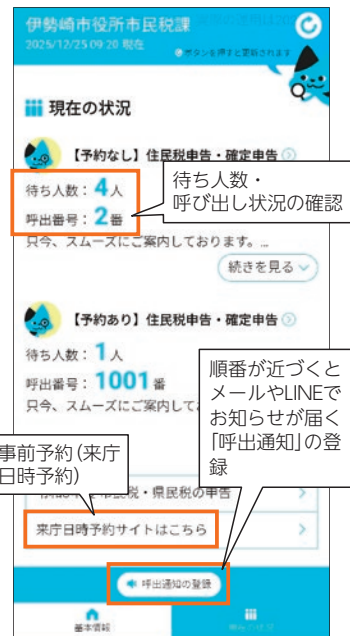 伊勢崎市役所市民税課
2025/12/25 09:20 現在
※ボタンを押すと更新されます
現在の状況
【予約なし】住民税申告・確定申告
待ち人数：4人
呼出番号：2番
待ち人数・
呼び出し状況の確認
只今、スムーズにご案内しております。…
続きを見る
【予約あり】住民税申告・確定申告
待ち人数：1人
呼出番号：1001番
只今、スムーズにご案内して
順番が近づくと
メールやLINEで
お知らせが届く
「呼出通知」の登
録
事前予約（来庁
日時予約）
民税・県民税の申告
来庁日時予約サイトはこちら
呼出通知の登録
基本情報